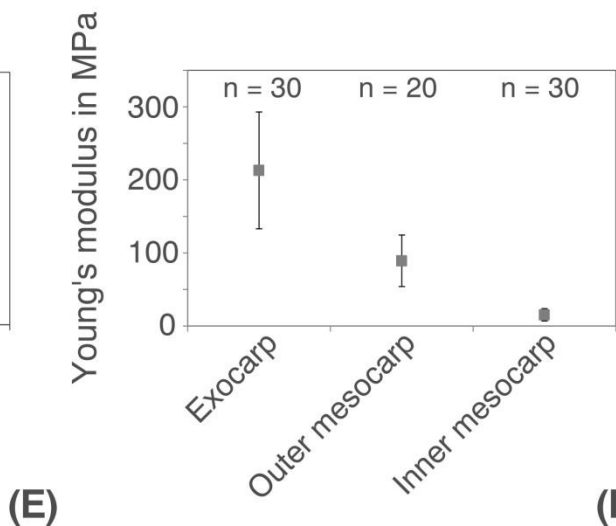 Young's modulus in MPa
n = 30 n = 20 n = 30
300
200
100
0
Exocarp
Outer mesocarp
Inner mesocarp
(E)